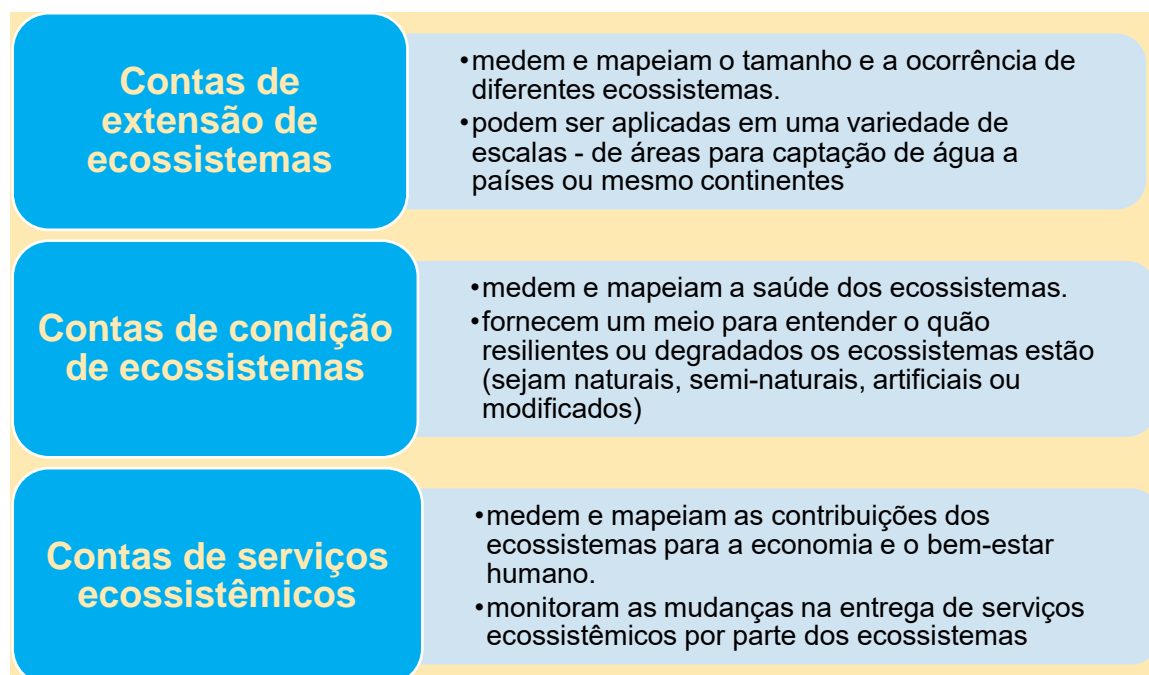 Contas de
extensão de
ecossistemas
•medem e mapeiam o tamanho e a ocorrência de
diferentes ecossistemas.
•podem ser aplicadas em uma variedade de
escalas - de áreas para captação de água a
países ou mesmo continentes
Contas de condição
de ecossistemas
•medem e mapeiam a saúde dos ecossistemas.
•fornecem um meio para entender o quão
resilientes ou degradados os ecossistemas estão
(sejam naturais, semi-naturais, artificiais ou
modificados)
Contas de serviços
ecossistêmicos
•medem e mapeiam as contribuições dos
ecossistemas para a economia e o bem-estar
humano.
•monitoram as mudanças na entrega de serviços
ecossistêmicos por parte dos ecossistemas